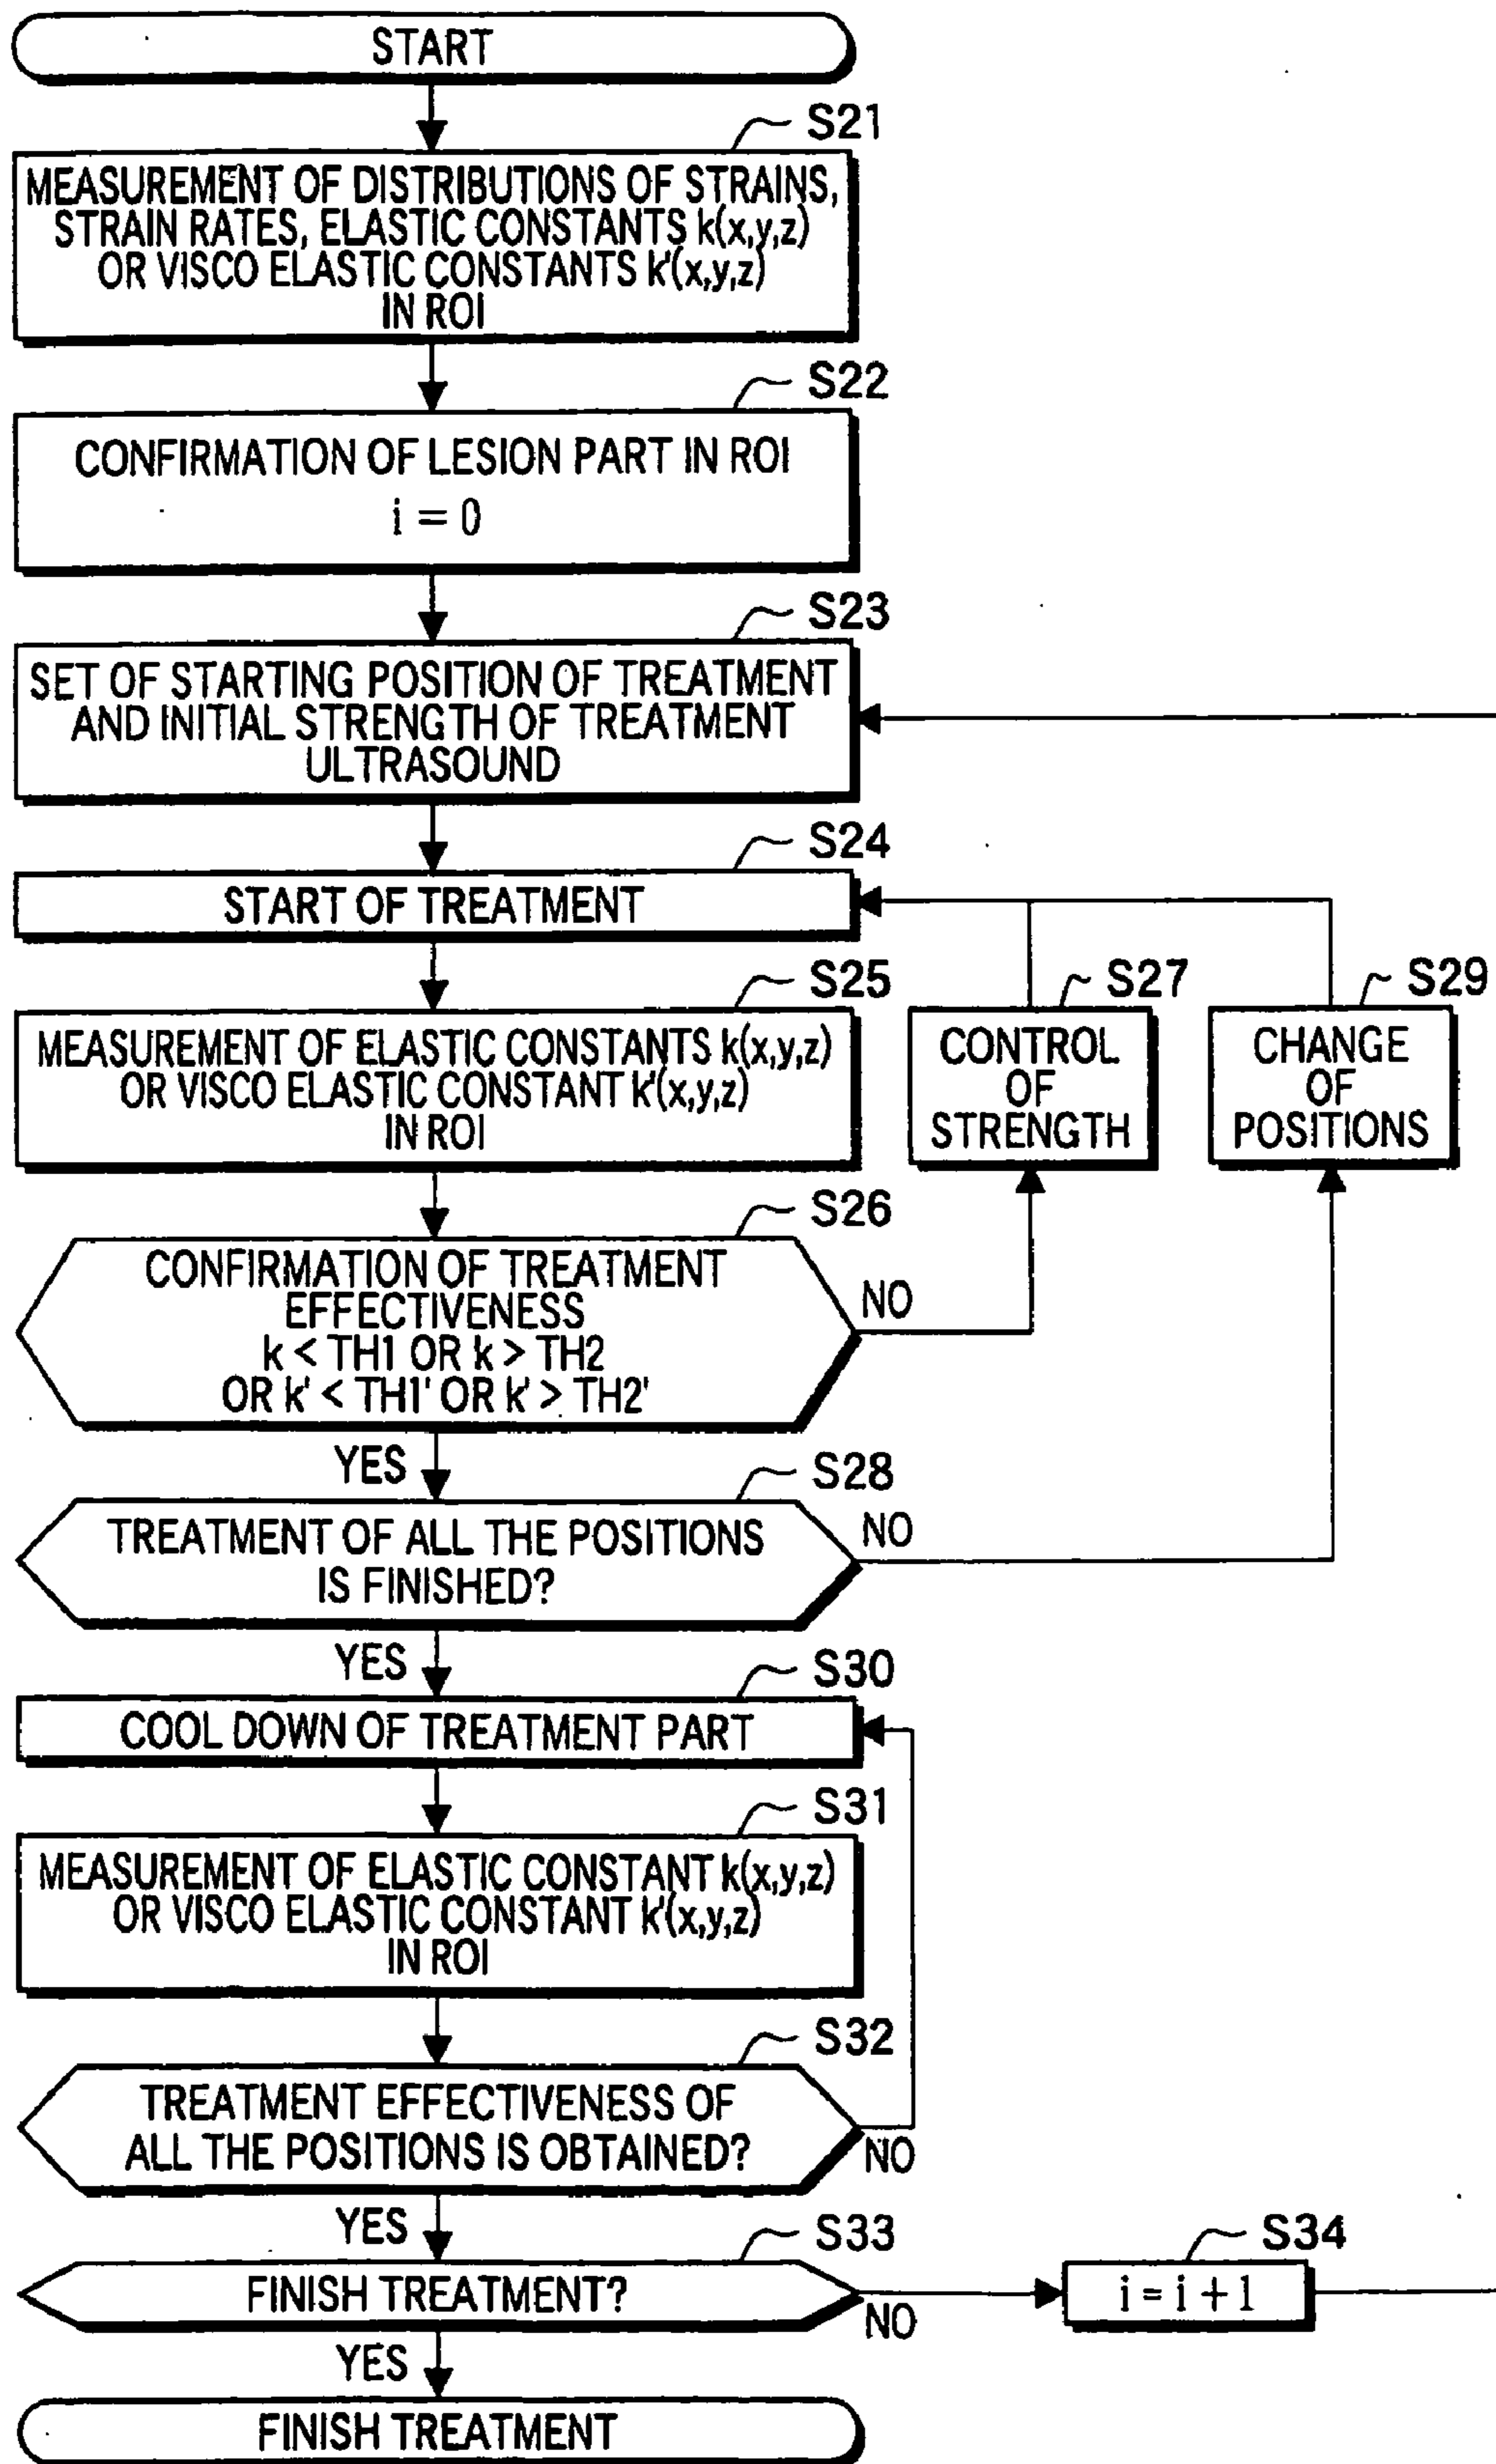 START
S21
MEASUREMENT OF DISTRIBUTIONS OF STRAINS,
STRAIN RATES, ELASTIC CONSTANTS k(x,y,z)
OR VISCO ELASTIC CONSTANTS k'(x,y,z)
IN ROI
S22
CONFIRMATION OF LESION PART IN ROI
i = 0
S23
SET OF STARTING POSITION OF TREATMENT
AND INITIAL STRENGTH OF TREATMENT
ULTRASOUND
S24
START OF TREATMENT
S25
MEASUREMENT OF ELASTIC CONSTANTS k(x,y,z)
OR VISCO ELASTIC CONSTANT k'(x,y,z)
IN ROI
S27
CONTROL
OF
STRENGTH
S29
CHANGE
OF
POSITIONS
S26
CONFIRMATION OF TREATMENT
EFFECTIVENESS
k < TH1 OR k > TH2
OR k' < TH1' OR k' > TH2'
NO
YES
S28
TREATMENT OF ALL THE POSITIONS
IS FINISHED?
NO
YES
S30
COOL DOWN OF TREATMENT PART
S31
MEASUREMENT OF ELASTIC CONSTANT k(x,y,z)
OR VISCO ELASTIC CONSTANT k'(x,y,z)
IN ROI
S32
TREATMENT EFFECTIVENESS OF
ALL THE POSITIONS IS OBTAINED?
NO
YES
S33
FINISH TREATMENT?
NO
S34
i = i + 1
YES
FINISH TREATMENT